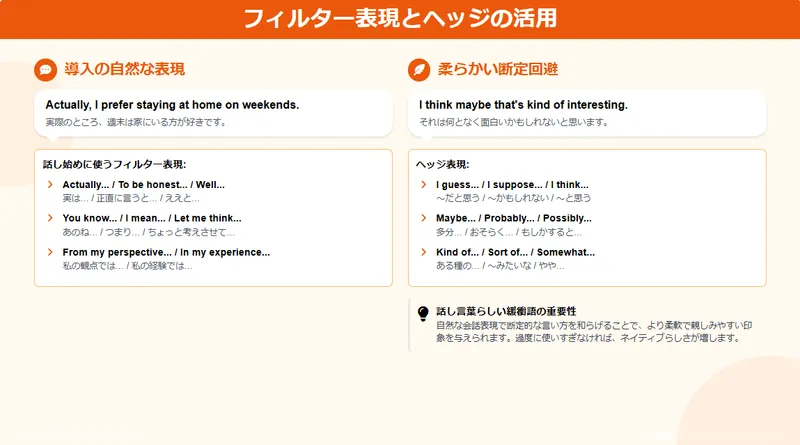 フィルター表現とヘッジの活用
導入の自然な表現
Actually, I prefer staying at home on weekends.
実際のところ、週末は家にいる方が好きです。
話し始めに使うフィルター表現:
Actually... / To be honest... / Well...
実は... / 正直に言うと... / ええと...
You know... / I mean... / Let me think...
あのね... / つまり... / ちょっと考えさせて...
From my perspective... / In my experience...
私の観点では... / 私の経験では...
柔らかい断定回避
I think maybe that's kind of interesting.
それは何となく面白いかもしれないと思います。
ヘッジ表現:
I guess... / I suppose... / I think...
〜だと思う / 〜かもしれない / 〜と思う
Maybe... / Probably... / Possibly...
多分... / おそらく... / もしかすると...
Kind of... / Sort of... / Somewhat...
ある種の... / 〜みたいな / やや...
話し言葉らしい緩衝語の重要性
自然な会話表現で断定的な言い方を和らげることで、より柔軟で親しみやすい印
象を与えられます。過度に使いすぎなければ、ネイティブらしさが増します。